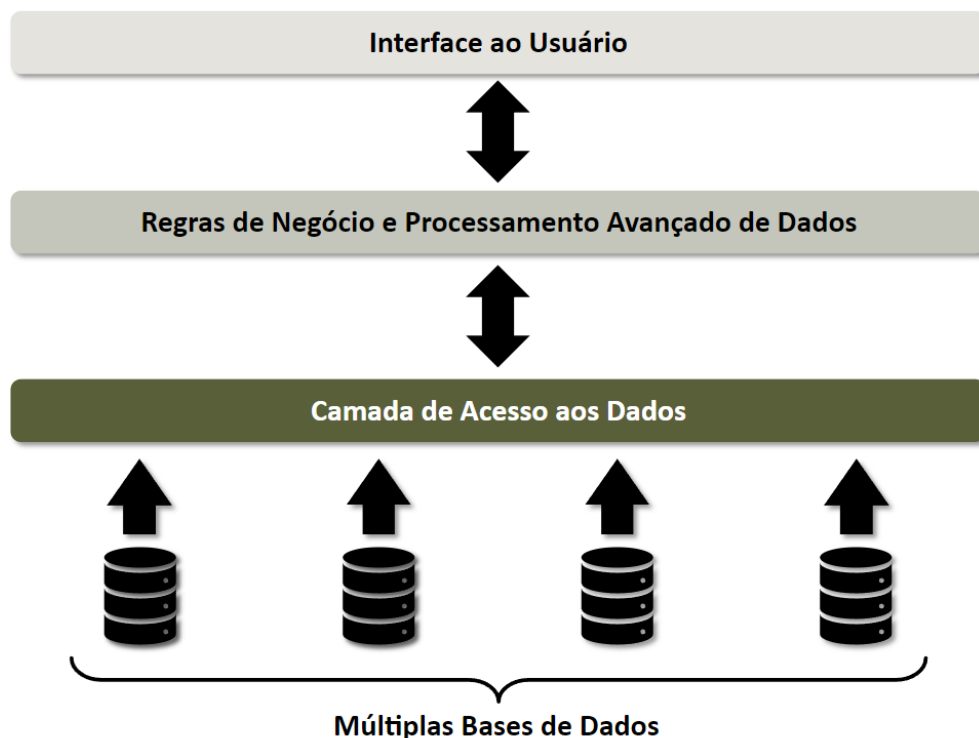 Interface ao Usuário
Regras de Negócio e Processamento Avançado de Dados
Camada de Acesso aos Dados
Múltiplas Bases de Dados